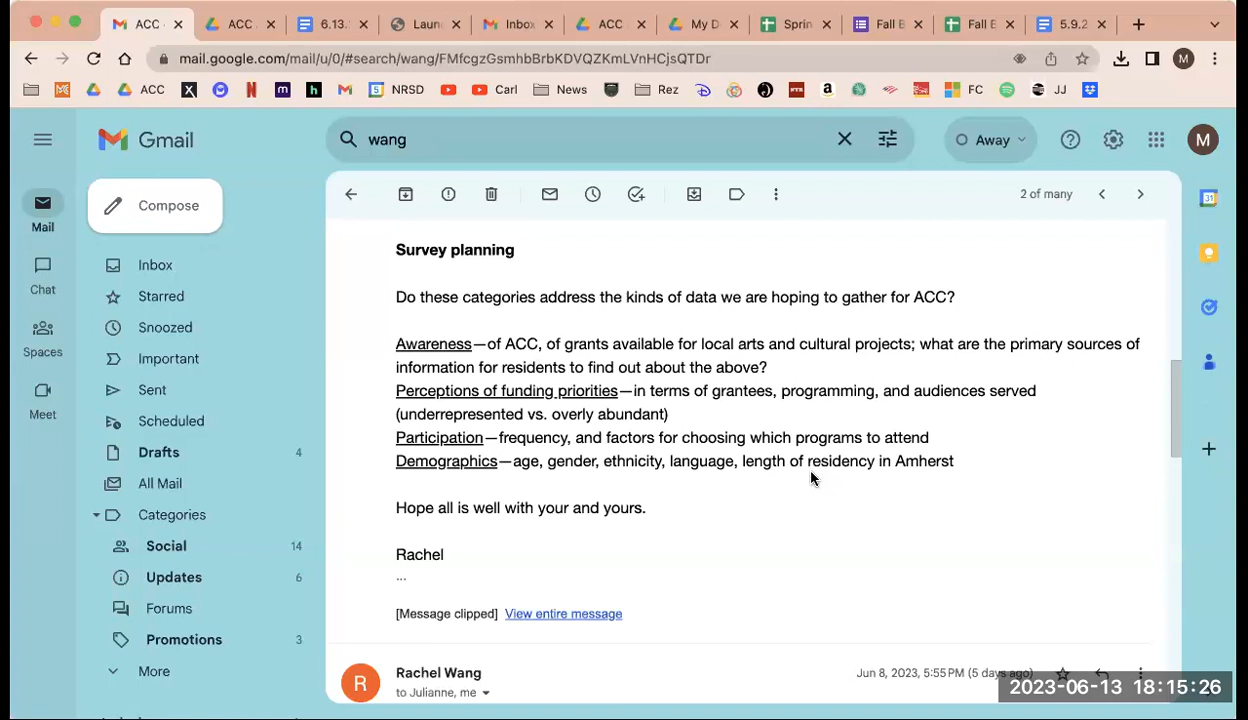 ACC -
ACC
6.13.
Laun
Inbox
ACC
My D
Sprin
Fall B
Fall B
5.9.2
mail.google.com/mail/u/0/#search/wang/FMfcgzGsmhbBrbKDVQZKmLVnHCjsQTDr
M
ACC
NRSD
Carl
News
Rez
FC
JJ
Gmail
wang
Away
M
Compose
2 of many
Mail
Chat
Spaces
Meet
Inbox
Starred
Snoozed
Important
Sent
Scheduled
Drafts 4
All Mail
Categories
Social 14
Updates 6
Forums
Promotions 3
More
Survey planning
Do these categories address the kinds of data we are hoping to gather for ACC?
Awareness—of ACC, of grants available for local arts and cultural projects; what are the primary sources of
information for residents to find out about the above?
Perceptions of funding priorities—in terms of grantees, programming, and audiences served
(underrepresented vs. overly abundant)
Participation—frequency, and factors for choosing which programs to attend
Demographics—age, gender, ethnicity, language, length of residency in Amherst
Hope all is well with your and yours.
Rachel
...
[Message clipped] View entire message
R
Rachel Wang
Jun 8, 2023, 5:55 PM (5 days ago)
to Julianne, me
2023-06-13 18:15:26